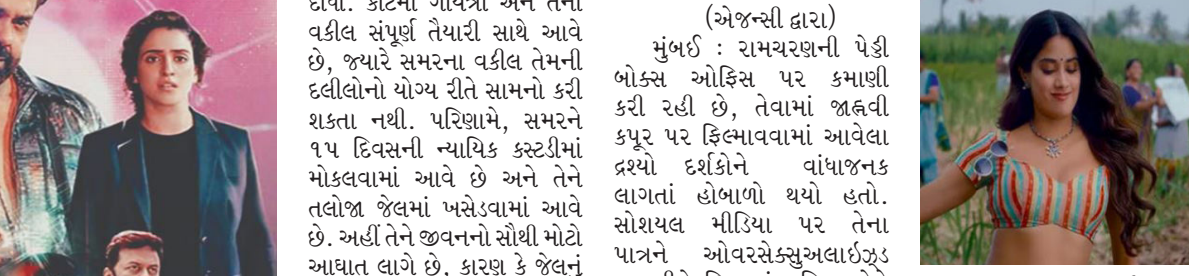 દાવો. કોર્ટમાં ગાયત્રી અને તેના
વકીલ સંપૂર્ણ તૈયારી સાથે આવે
છે, જ્યારે સમરના વકીલ તેમની
દલીલોનો યોગ્ય રીતે સામનો કરી
શકતા નથી. પરિણામે, સમરને
૧૫ દિવસની ન્યાયિક કસ્ટડીમાં
મોકલવામાં આવે છે અને તેને
તલોજા જેલમાં ખસેડવામાં આવે
છે. અહીં તેને જીવનનો સૌથી મોટો
આઘાત લાગે છે, કારણ કે જેલનું
(એજન્સી દ્વારા)
મુંબઈ : રામચરણની પેડ્ડી
બોક્સ ઓફિસ પર કમાણી
કરી રહી છે, તેવામાં જાહ્નવી
કપૂર પર ફિલ્માવવામાં આવેલા
દ્રશ્યો દર્શકોને વાંધાજનક
લાગતાં હોબાળો થયો હતો.
સોશયલ મીડિયા પર તેના
પાત્રને ઓવરસેક્સુઅલાઇઝ્ડ